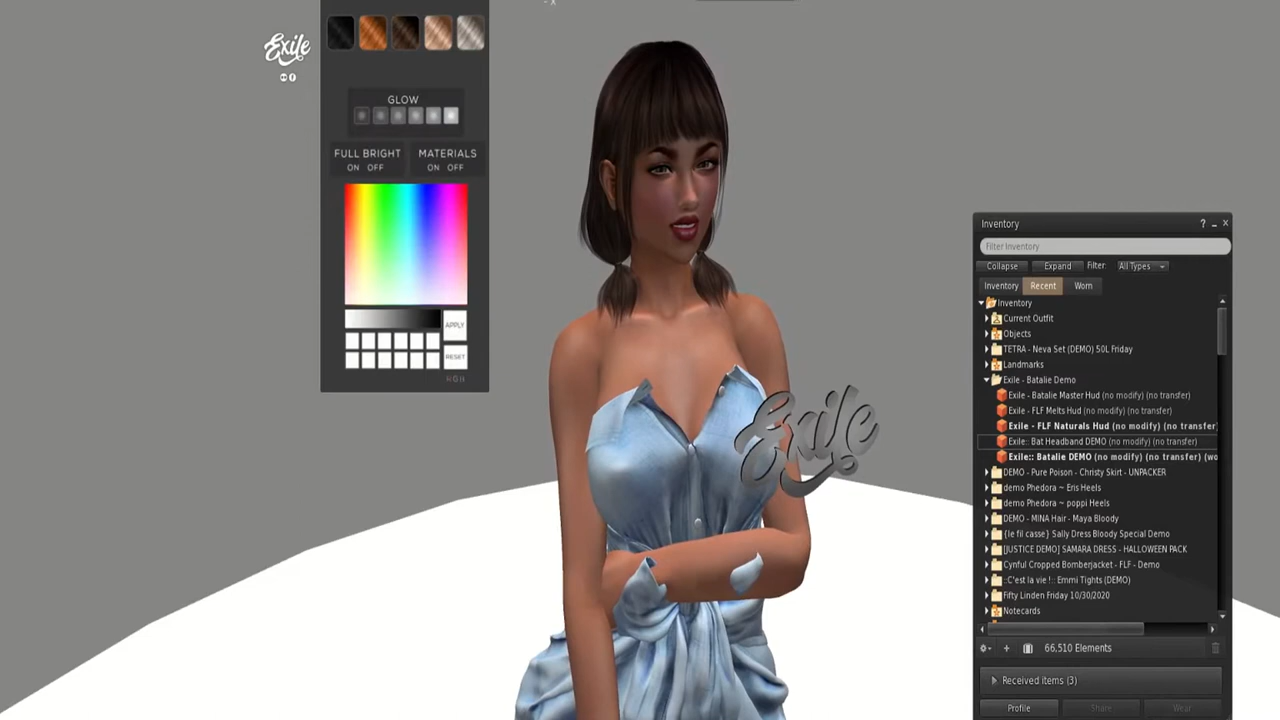 Exile
GLOW
FULL BRIGHT
ON OFF
MATERIALS
ON OFF
APPLY
RESET
Exile
Inventory
? _ ×
Filter Inventory
Collapse Expand Filter: All Types
Inventory Recent Worn
Inventory
Current Outfit
Objects
TETRA - Neva Set (DEMO) 50L Friday
Landmarks
Exile - Batalie Demo
Exile - Batalie Master Hud (no modify) (no transfer)
Exile - FLF Melts Hud (no modify) (no transfer)
Exile - FLF Naturals Hud (no modify) (no transfer)
Exile:: Bat Headband DEMO (no modify) (no transfer)
Exile:: Batalie DEMO (no modify) (no transfer) (wo
DEMO - Pure Poison - Christy Skirt - UNPACKER
demo Phedora ~ Eris Heels
demo Phedora ~ poppi Heels
DEMO - MINA Hair - Maya Bloody
{le fil casse} Sally Dress Bloody Special Demo
[JUSTICE DEMO] SAMARA DRESS - HALLOWEEN PACK
Cynful Cropped Bomberjacket - FLF - Demo
::C'est la vie !:: Emmi Tights (DEMO)
Fifty Linden Friday 10/30/2020
Notecards
66,510 Elements
Received items (3)
Profile Share Wear